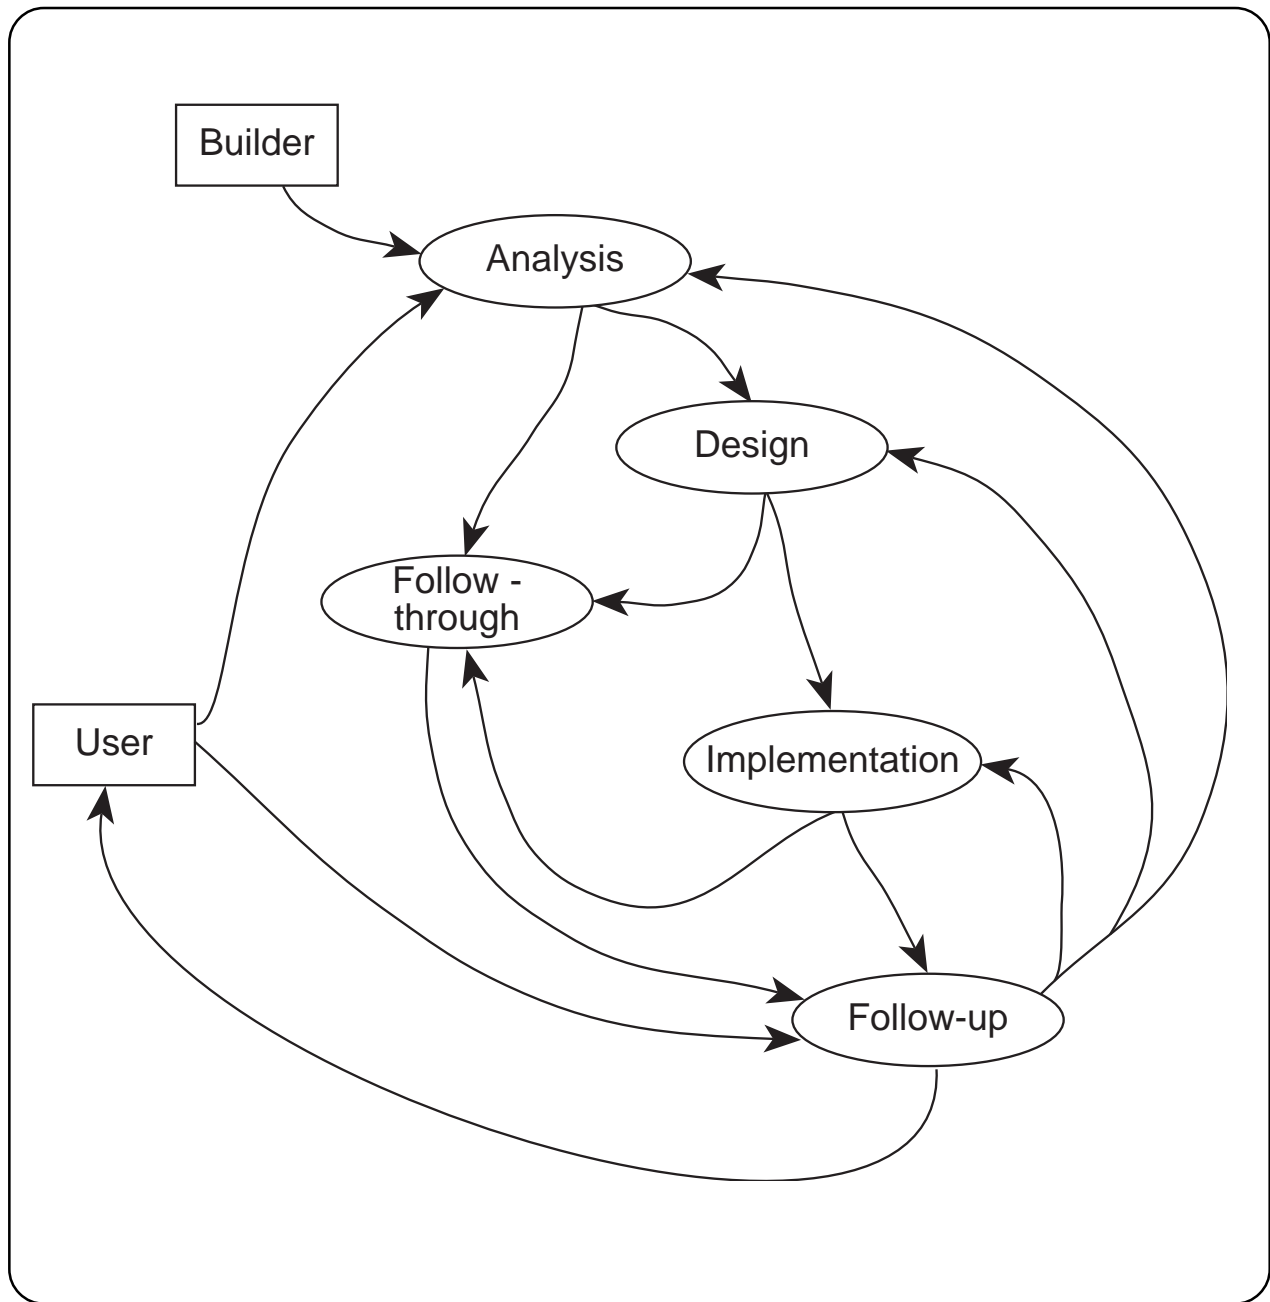 Builder
Analysis
Design
Follow -
through
User
Implementation
Follow-up